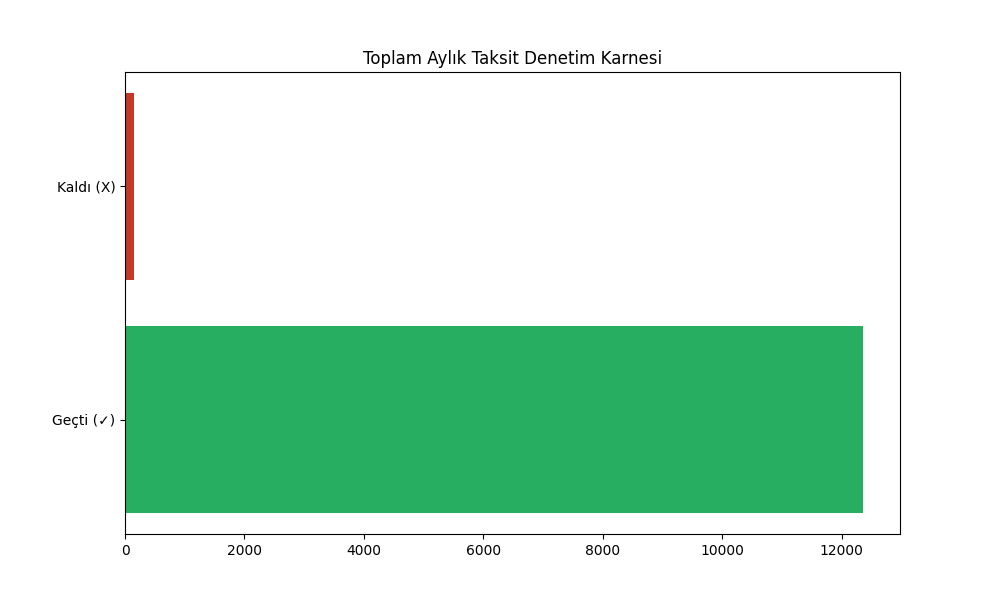 Toplam Aylık Taksit Denetim Karnesi
Kaldı (X)
Geçti (✓)
0 2000 4000 6000 8000 10000 12000